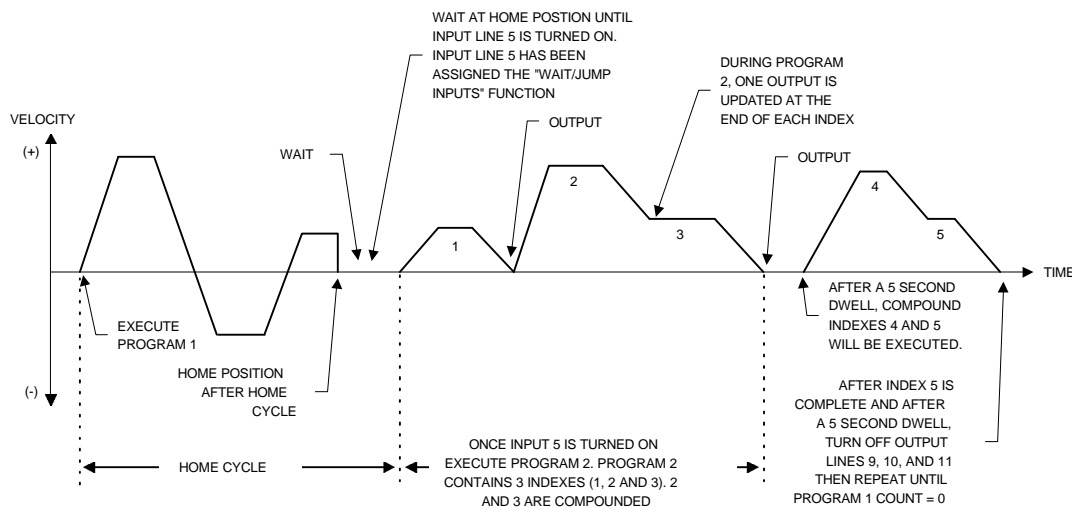 WAIT AT HOME POSTION UNTIL
INPUT LINE 5 IS TURNED ON.
INPUT LINE 5 HAS BEEN
ASSIGNED THE "WAIT/JUMP
INPUTS" FUNCTION
DURING PROGRAM
2, ONE OUTPUT IS
UPDATED AT THE
END OF EACH INDEX
VELOCITY
(+)
WAIT
OUTPUT
OUTPUT
1
2
3
4
5
TIME
EXECUTE
PROGRAM 1
(-)
HOME POSITION
AFTER HOME
CYCLE
AFTER A 5 SECOND
DWELL, COMPOUND
INDEXES 4 AND 5
WILL BE EXECUTED.
AFTER INDEX 5 IS
COMPLETE AND AFTER
A 5 SECOND DWELL,
TURN OFF OUTPUT
LINES 9, 10, AND 11
THEN REPEAT UNTIL
PROGRAM 1 COUNT = 0
HOME CYCLE
ONCE INPUT 5 IS TURNED ON
EXECUTE PROGRAM 2. PROGRAM 2
CONTAINS 3 INDEXES (1, 2 AND 3). 2
AND 3 ARE COMPOUNDED